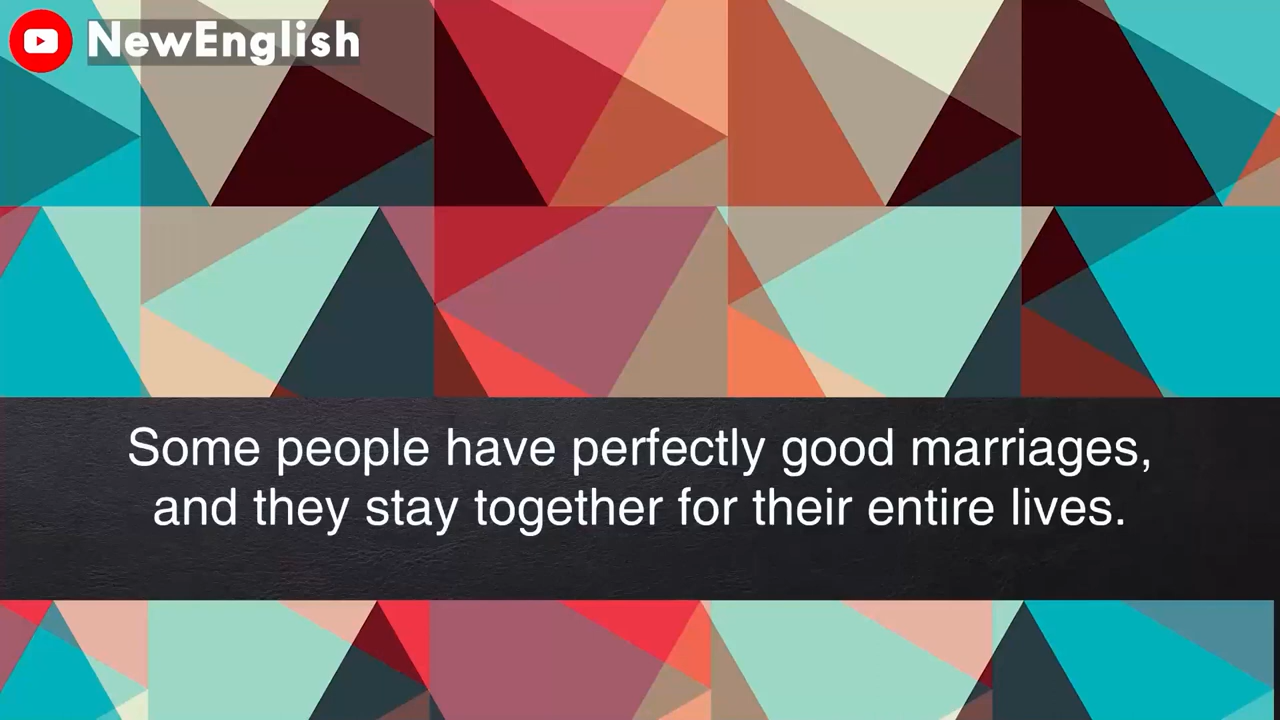 NewEnglish
Some people have perfectly good marriages,
and they stay together for their entire lives.